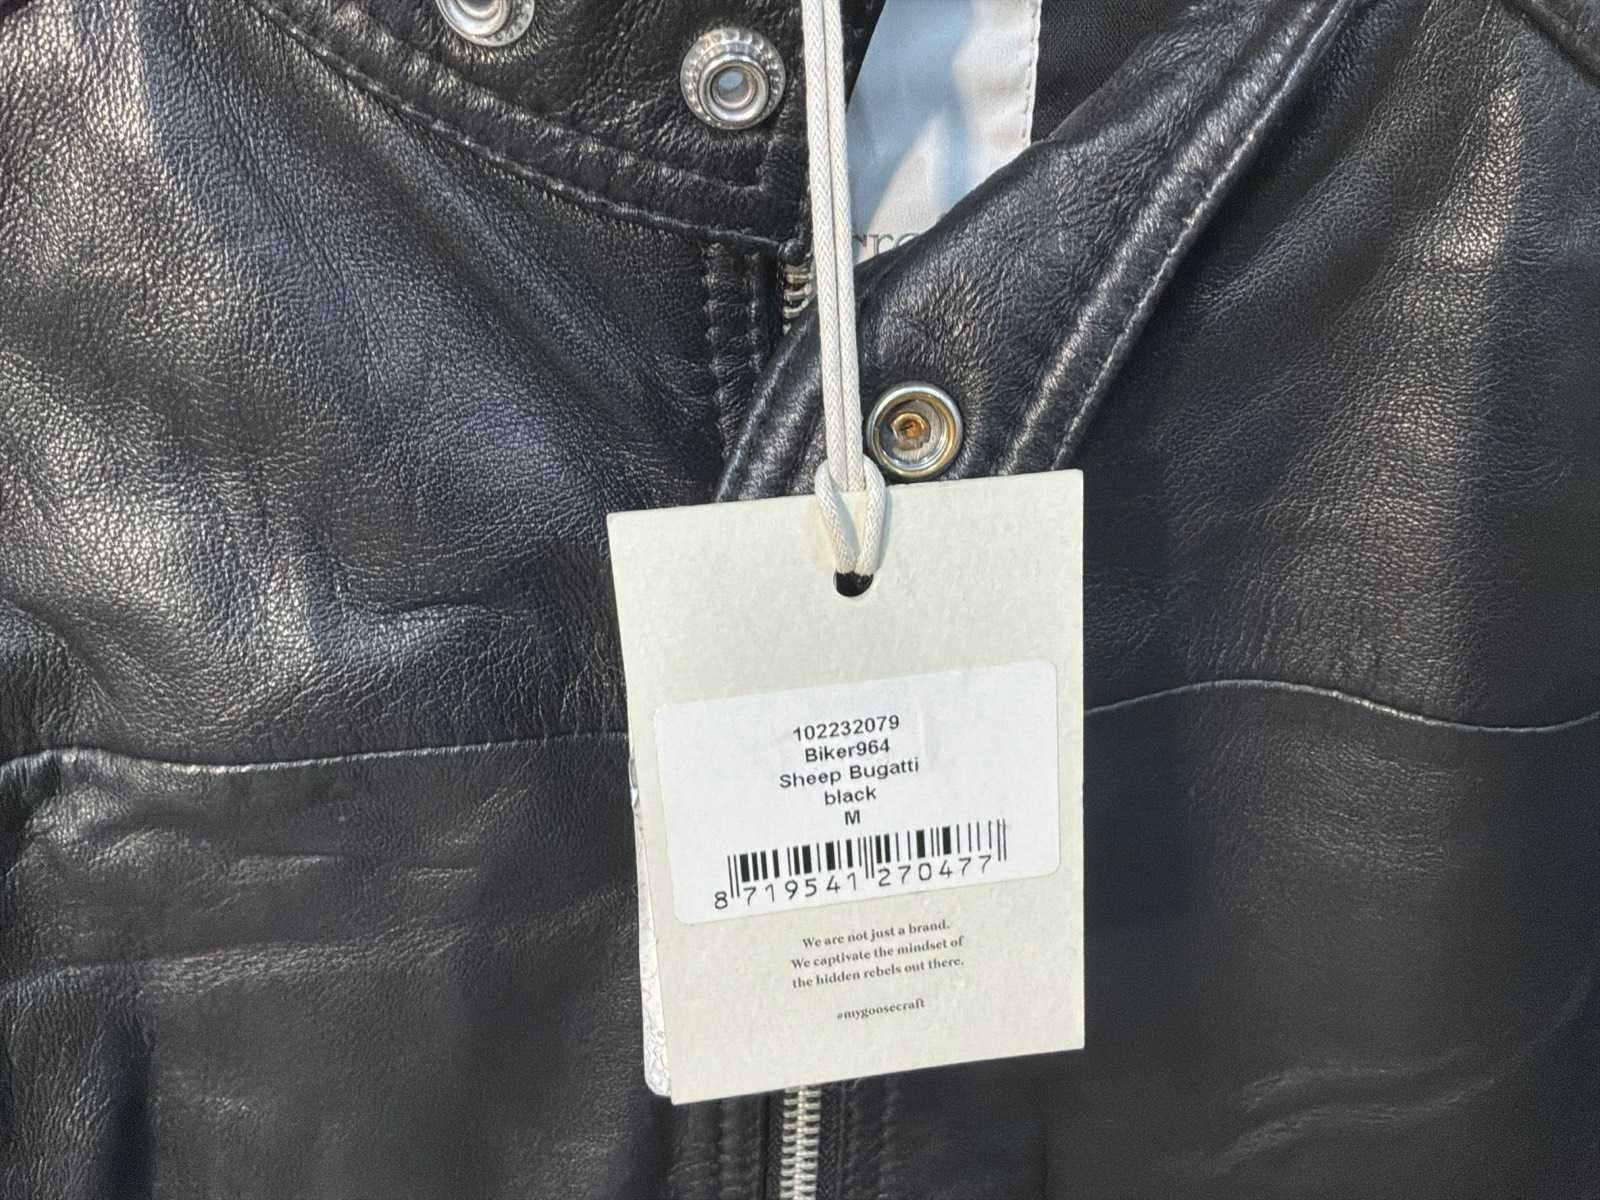 102232079
Biker964
Sheep Bugatti
black
M
8 719541 270477
We are not just a brand.
We captivate the mindset of
the hidden rebels out there.
#mygoosecraft